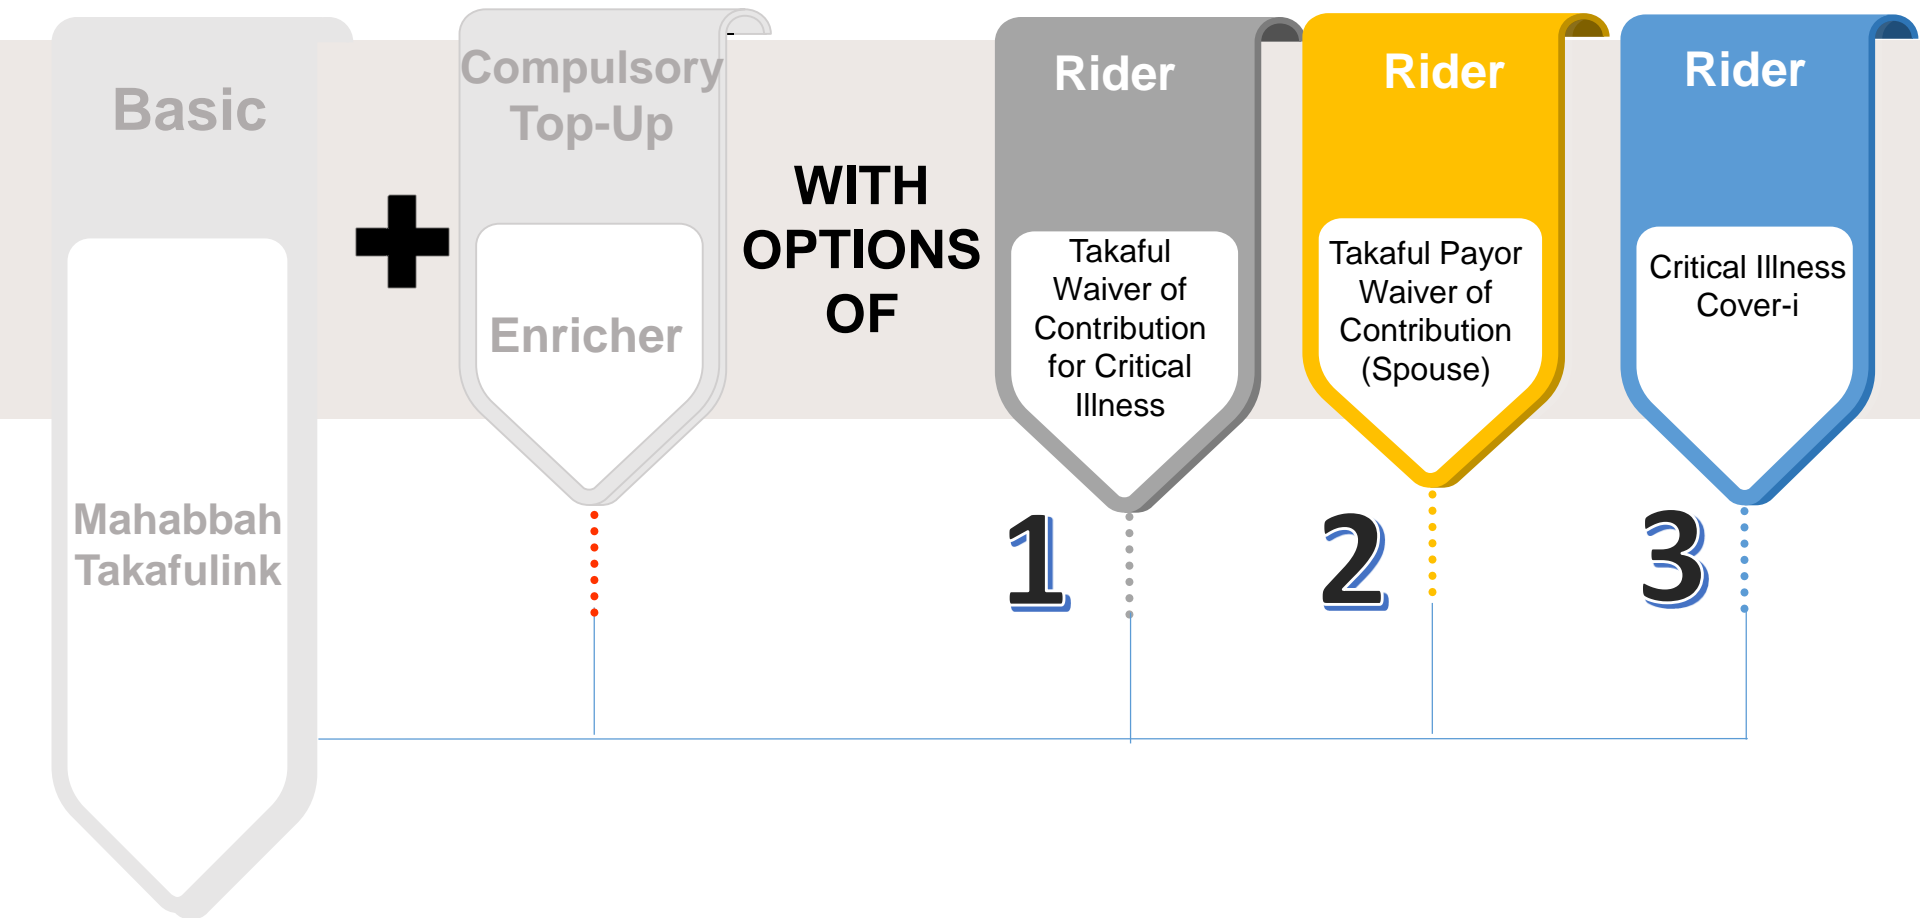 Basic
Mahabbah
Takafulink
Compulsory
Top-Up
Enricher
WITH
OPTIONS
OF
Rider
Takaful
Waiver of
Contribution
for Critical
Illness
1
Rider
Takaful Payor
Waiver of
Contribution
(Spouse)
2
Rider
Critical Illness
Cover-i
3